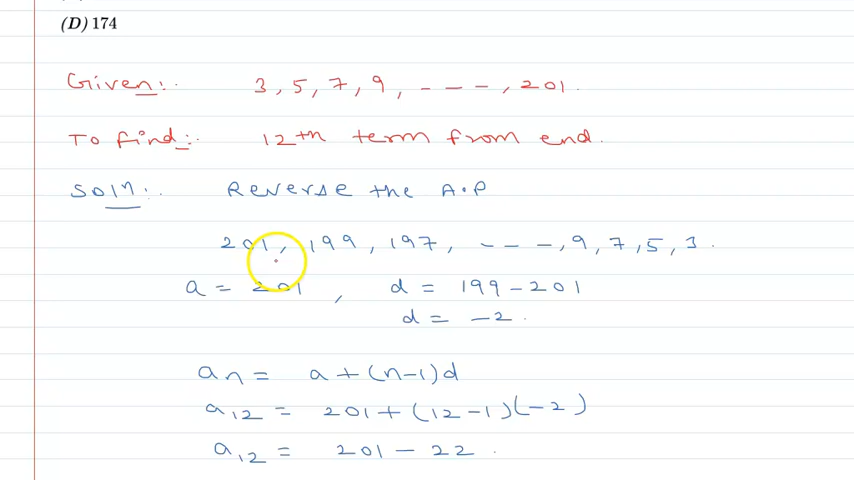 (D) 174
Given:. 3, 5, 7, 9, - - - , 201.
To find:. 12th term from end.
Soln:. Reverse the A.P
201, 199, 197, - - - , 9, 7, 5, 3.
a = 201 , d = 199 - 201
d = -2.
an = a + (n-1)d
a12 = 201 + (12-1)(-2)
a12 = 201 - 22.